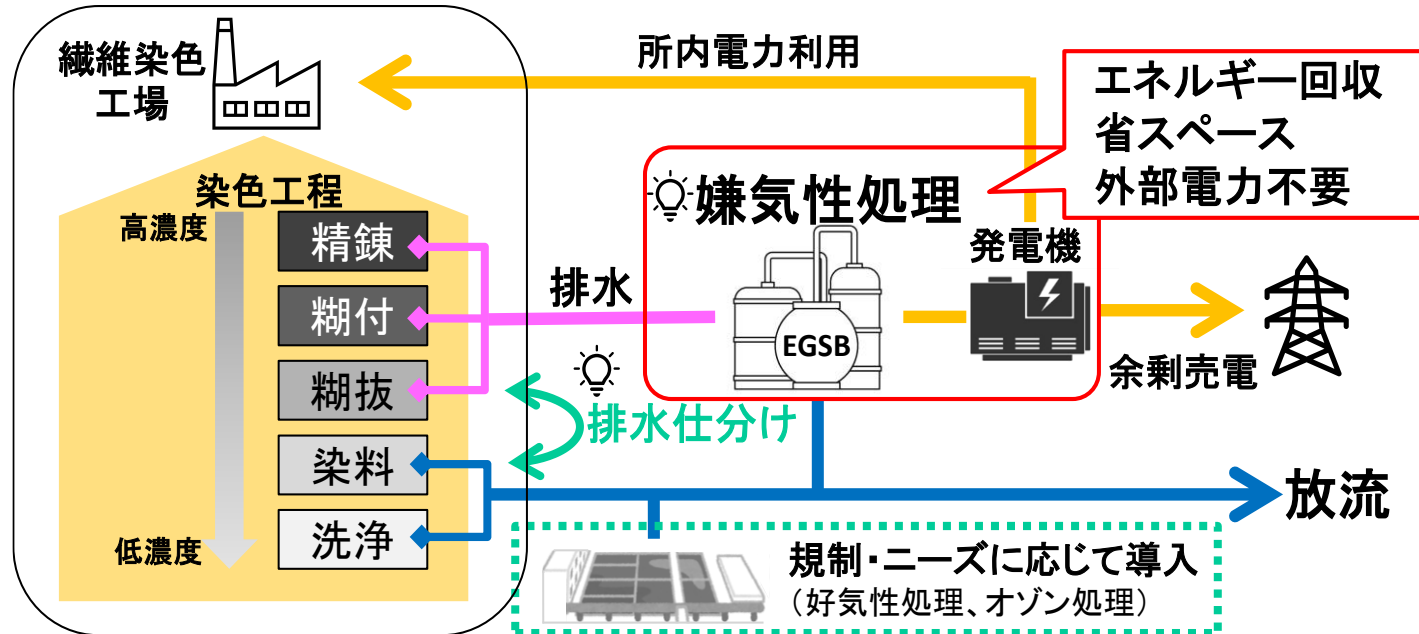 繊維染色
工場
所内電力利用
エネルギー回収
省スペース
外部電力不要
染色工程
高濃度
低濃度
精錬
糊付
糊抜
染料
洗浄
排水
排水仕分け
嫌気性処理
EGSB
発電機
余剰売電
放流
規制・ニーズに応じて導入
（好気性処理、オゾン処理）